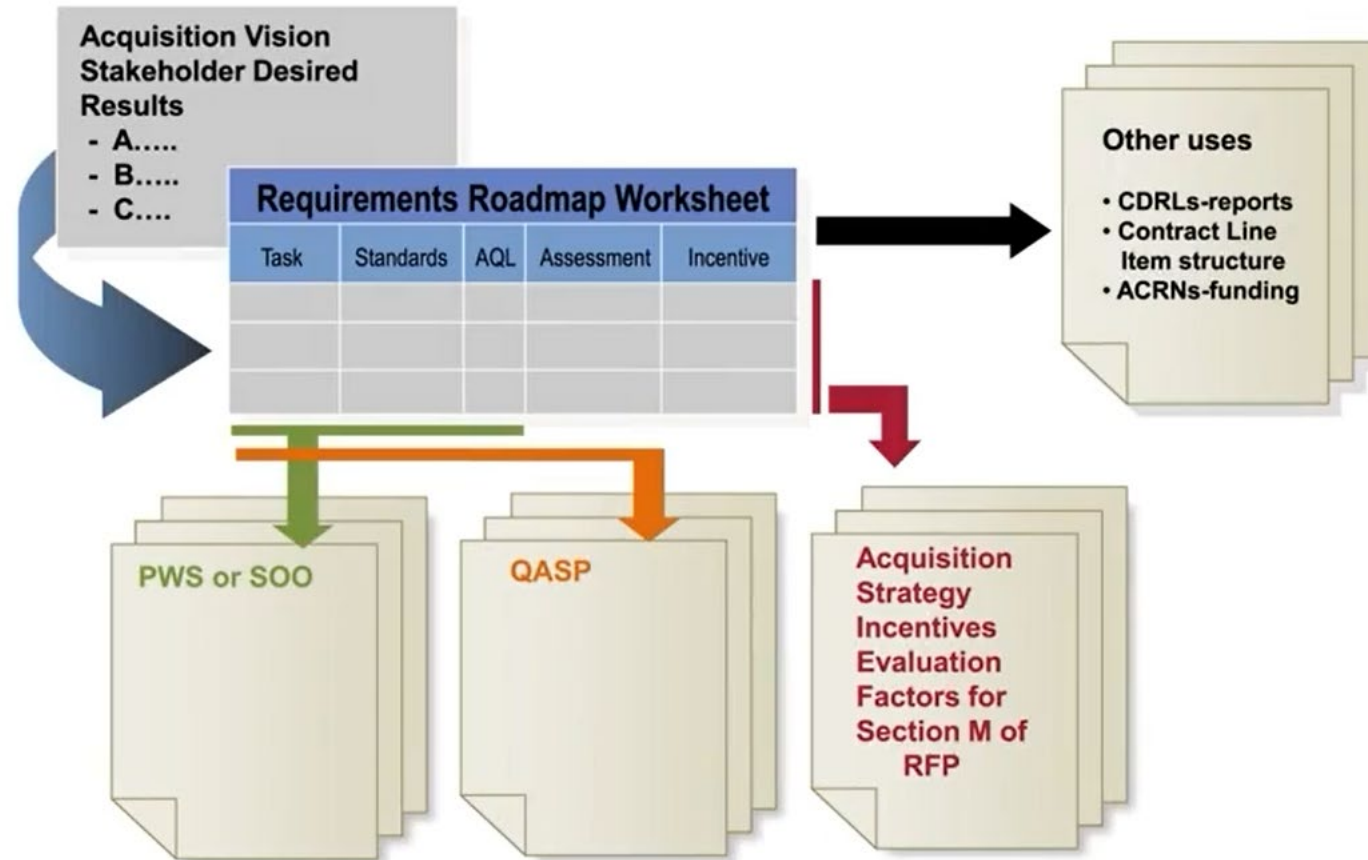 Acquisition Vision
Stakeholder Desired
Results
- A.....
- B.....
- C....
Requirements Roadmap Worksheet
Task Standards AQL Assessment Incentive
Other uses
• CDRLs-reports
• Contract Line
Item structure
• ACRNs-funding
PWS or SOO
QASP
Acquisition
Strategy
Incentives
Evaluation
Factors for
Section M of
RFP